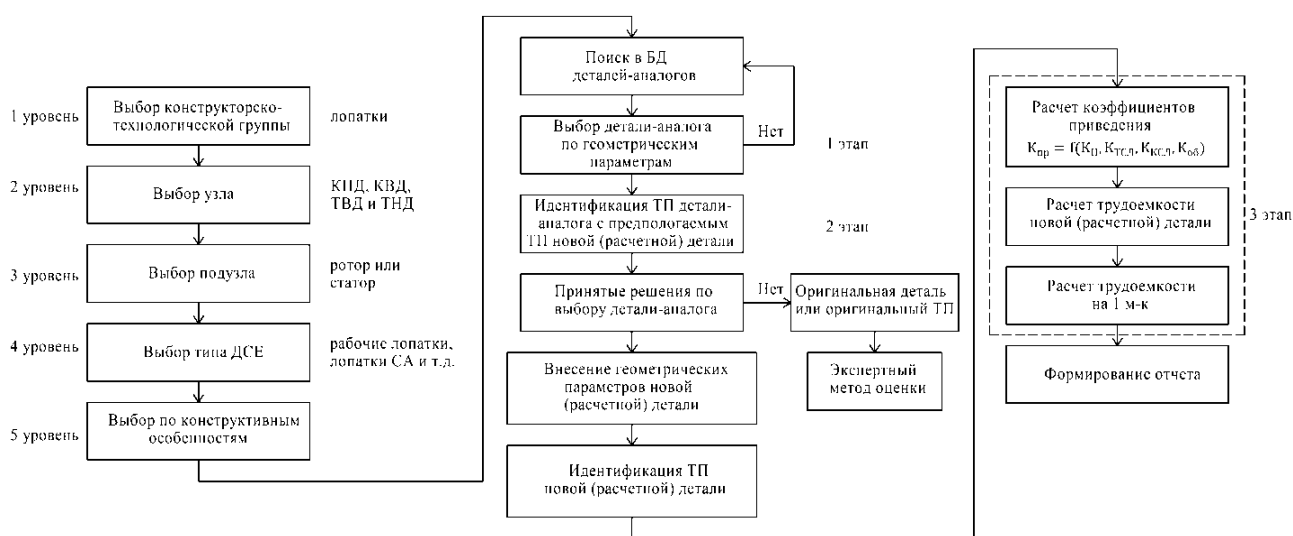 1 уровень
Выбор конструкторско-
технологической группы
лопатки
2 уровень
Выбор узла
КНД, КВД,
ТВД и ТНД
3 уровень
Выбор подузла
ротор или
статор
4 уровень
Выбор типа ДСЕ
рабочие лопатки,
лопатки СА и т.д.
5 уровень
Выбор по конструктивным
особенностям
Поиск в БД
деталей-аналогов
Выбор детали-аналога
по геометрическим
параметрам
Нет
1 этап
Идентификация ТП детали-
аналога с предпологаемым
ТП новой (расчетной) детали
2 этап
Принятые решения по
выбору детали-аналога
Нет
Оригинальная деталь
или оригинальный ТП
Экспертный
метод оценки
Внесение геометрических
параметров новой
(расчетной) детали
Идентификация ТП
новой (расчетной) детали
Расчет коэффициентов
приведения
Кпр = f(КП, КТСЛ, ККСЛ, Коб)
Расчет трудоемкости
новой (расчетной) детали
3 этап
Расчет трудоемкости
на 1 м-к
Формирование отчета